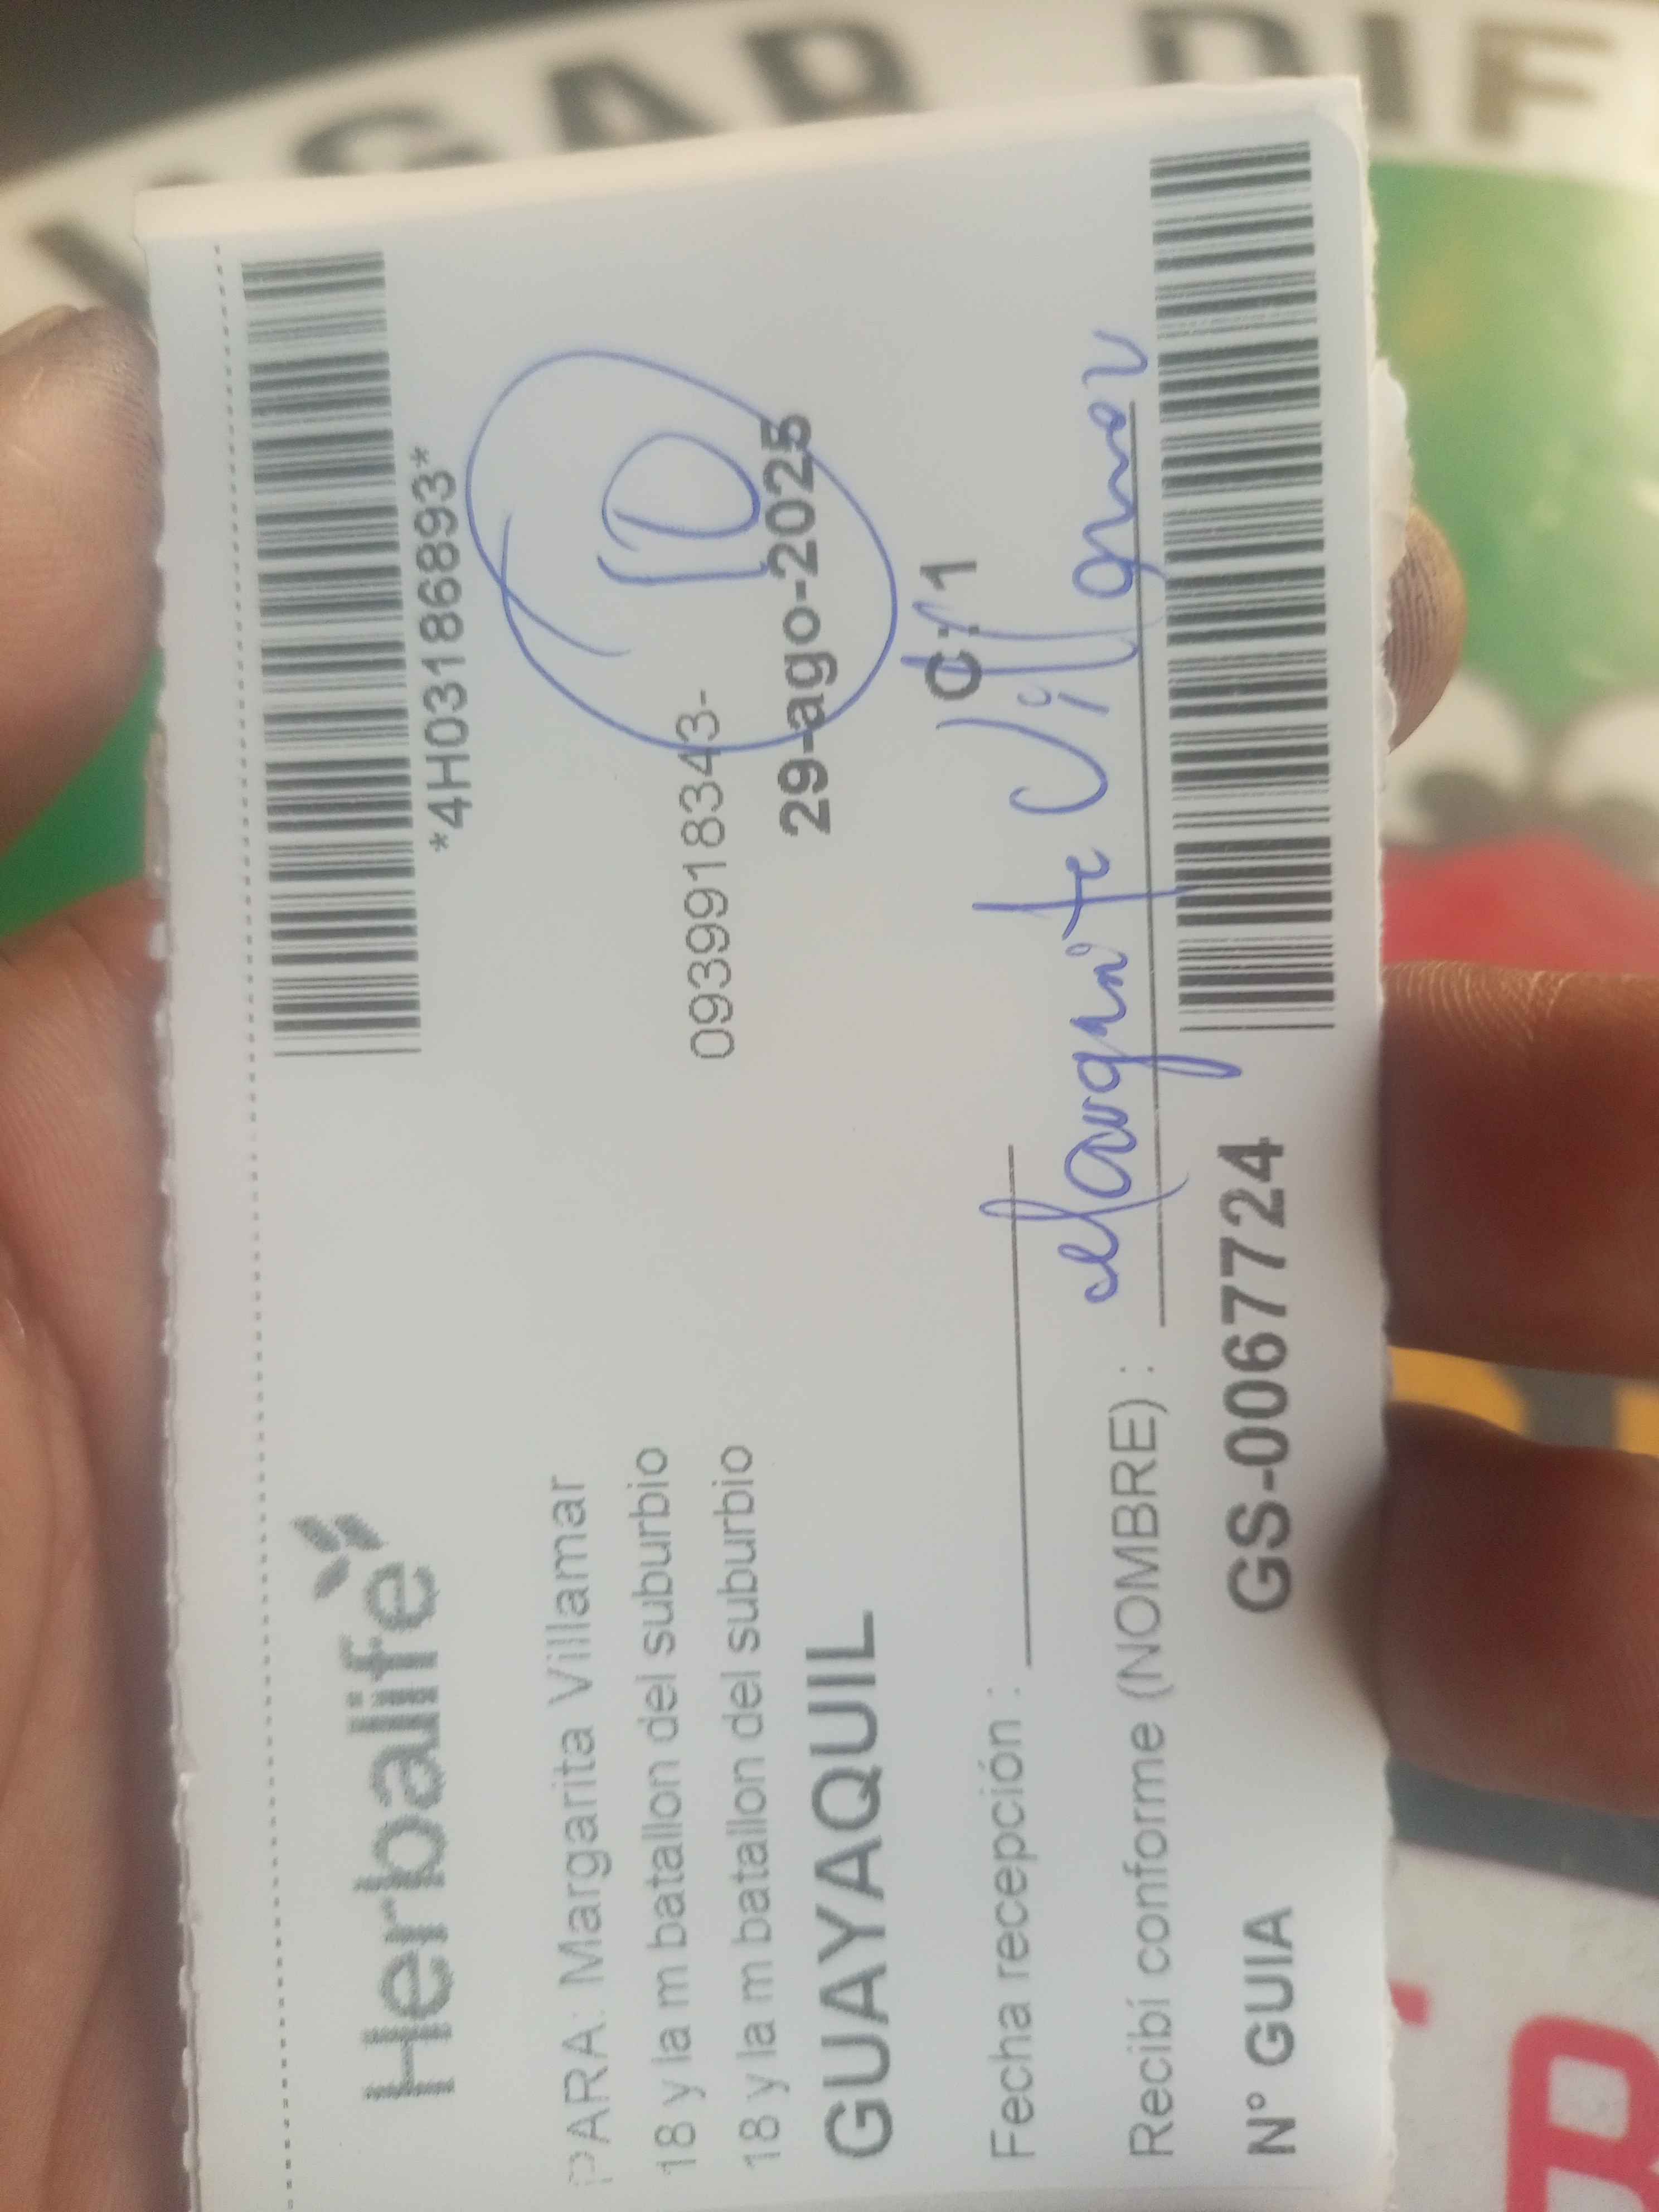 Herbalife
*4H03186893*
PARA: Margarita Villamar
18 y la m batallon del suburbio
0939918343-
18 y la m batallon del suburbio
29-ago-2025
GUAYAQUIL
C: 1
Fecha recepción :
Recibí conforme (NOMBRE) : Margarita Villamar
N° GUIA GS-0067724